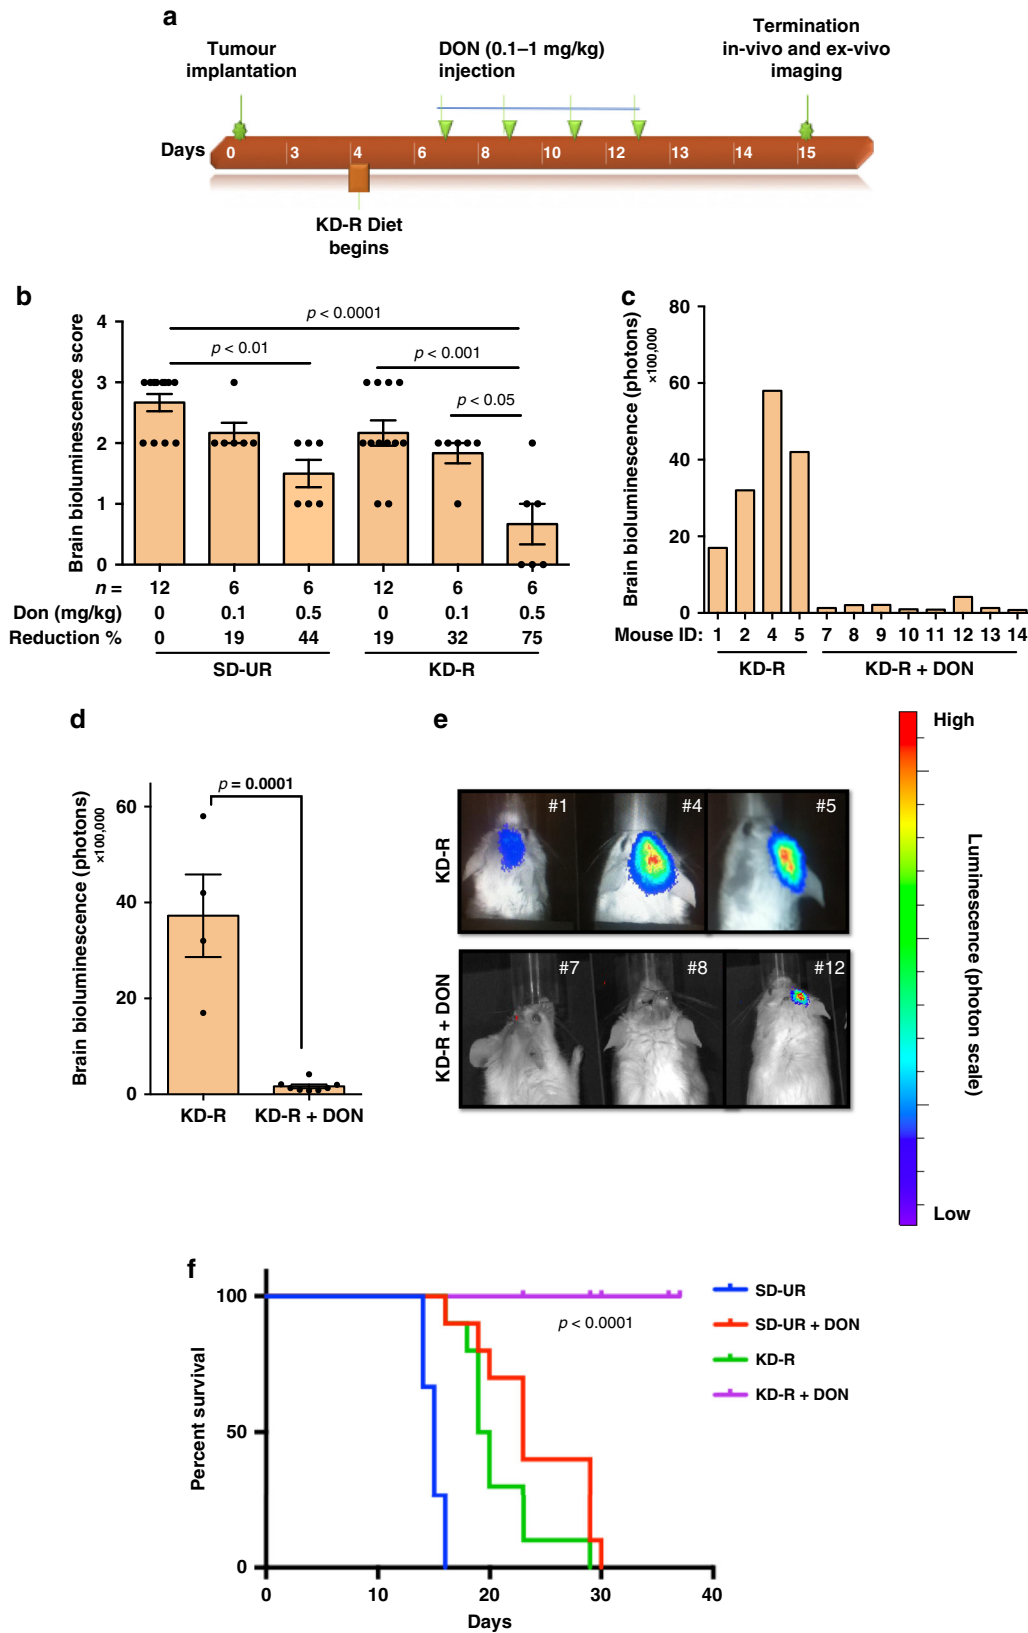 a
Tumour
implantation
DON (0.1–1 mg/kg)
injection
Termination
in-vivo and ex-vivo
imaging
Days 0 3 4 6 8 10 12 13 14 15
KD-R Diet
begins
b
Brain bioluminescence score
4
3
2
1
0
p < 0.0001
p < 0.01
p < 0.001
p < 0.05
n = 12 6 6 12 6 6
Don (mg/kg) 0 0.1 0.5 0 0.1 0.5
Reduction % 0 19 44 19 32 75
SD-UR KD-R
c
Brain bioluminescence (photons)
×100,000
80
60
40
20
0
Mouse ID: 1 2 4 5 7 8 9 10 11 12 13 14
KD-R KD-R + DON
d
Brain bioluminescence (photons)
×100,000
60
40
20
0
p = 0.0001
KD-R KD-R + DON
e
KD-R
#1 #4 #5
KD-R + DON
#7 #8 #12
High
Luminescence (photon scale)
Low
f
Percent survival
100
50
0
p < 0.0001
0 10 20 30 40
Days
SD-UR
SD-UR + DON
KD-R
KD-R + DON